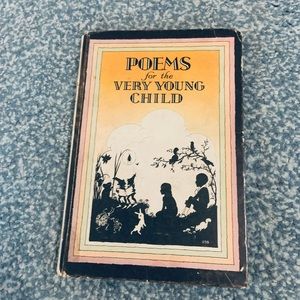 POEMS
for the
VERY YOUNG
CHILD